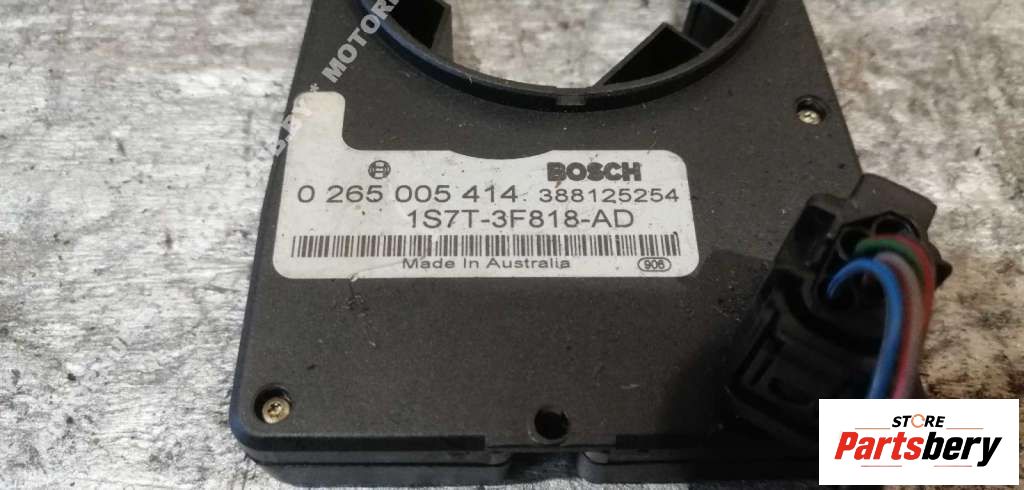 BOSCH
0 265 005 414 388125254
1S7T-3F818-AD
Made In Australia
906
STORE
Partsbery